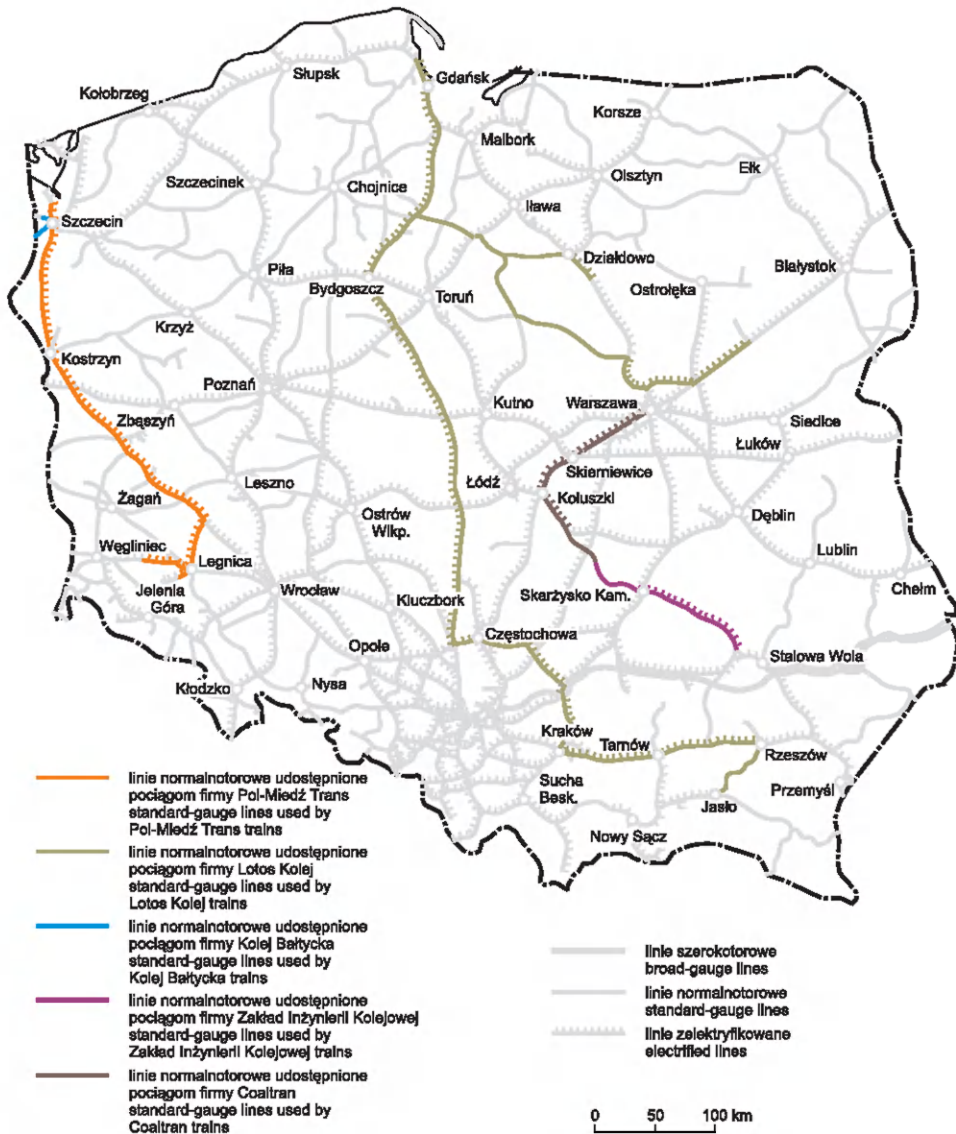 Słupsk
Gdańsk
Kołobrzeg
Korsze
Malbork
Ełk
Szczecinek
Chojnice
Olsztyn
Iława
Szczecin
Działdowo
Białystok
Piła
Bydgoszcz
Toruń
Ostrołęka
Krzyż
Kostrzyn
Poznań
Kutno
Warszawa
Siedlce
Zbąszyń
Łuków
Skierniewice
Leszno
Łódź
Koluszki
Żagań
Ostrów
Wlkp.
Dęblin
Węgliniec
Legnica
Lublin
Jelenia
Góra
Wrocław
Kluczbork
Skarżysko Kam.
Chełm
Opole
Częstochowa
Stalowa Wola
Kłodzko
Nysa
Kraków
Tarnów
Rzeszów
Sucha
Besk.
Jasło
Przemyśl
Nowy Sącz
linie normalnotorowe udostępnione
pociągom firmy Pol-Miedź Trans
standard-gauge lines used by
Pol-Miedź Trans trains
linie normalnotorowe udostępnione
pociągom firmy Lotos Kolej
standard-gauge lines used by
Lotos Kolej trains
linie normalnotorowe udostępnione
pociągom firmy Kolej Bałtycka
standard-gauge lines used by
Kolej Bałtycka trains
linie normalnotorowe udostępnione
pociągom firmy Zakład Inżynierii Kolejowej
standard-gauge lines used by
Zakład Inżynierii Kolejowej trains
linie normalnotorowe udostępnione
pociągom firmy Coaltran
standard-gauge lines used by
Coaltran trains
linie szerokotorowe
broad-gauge lines
linie normalnotorowe
standard-gauge lines
linie zelektryfikowane
electrified lines
0 50 100 km